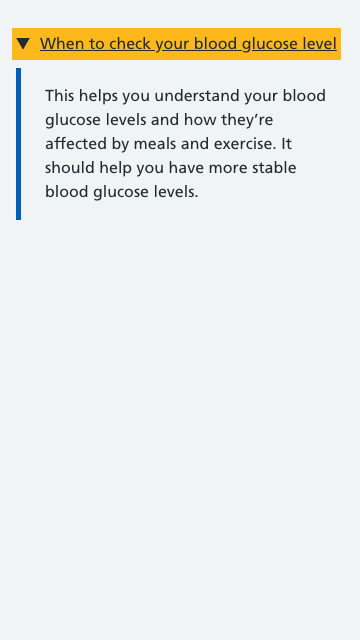 When to check your blood glucose level
This helps you understand your blood
glucose levels and how they’re
affected by meals and exercise. It
should help you have more stable
blood glucose levels.